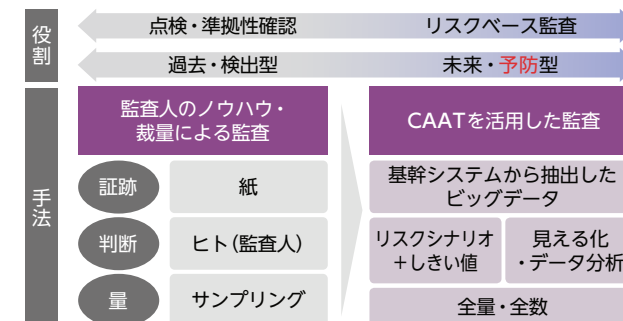 役割
点検・準拠性確認
リスクベース監査
過去・検出型
未来・予防型
手法
監査人のノウハウ・
裁量による監査
CAATを活用した監査
証跡
紙
基幹システムから抽出した
ビッグデータ
判断
ヒト(監査人)
リスクシナリオ
+しきい値
見える化
・データ分析
量
サンプリング
全量・全数